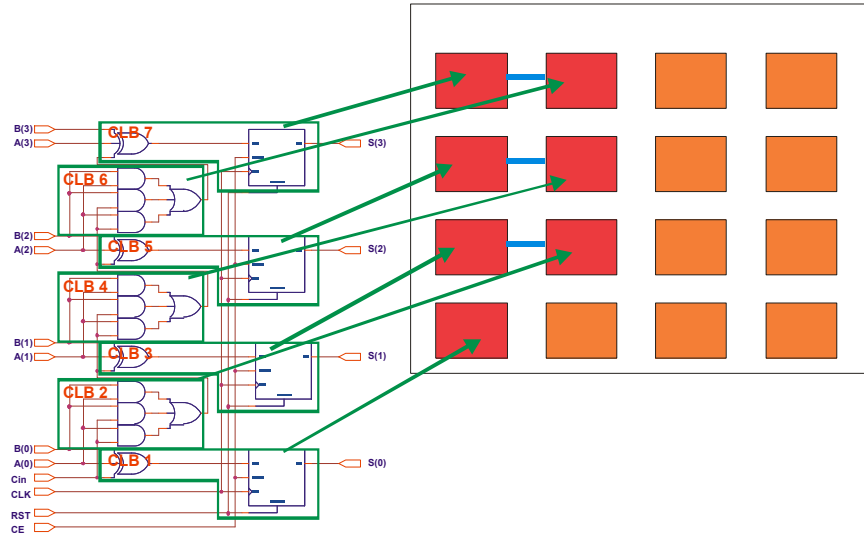 B(3)
CLB 7
A(3)
S(3)
CLB 6
B(2)
CLB 5
A(2)
S(2)
CLB 4
B(1)
CLB 3
A(1)
S(1)
CLB 2
B(0)
CLB 1
A(0)
S(0)
Cin
CLK
RST
CE